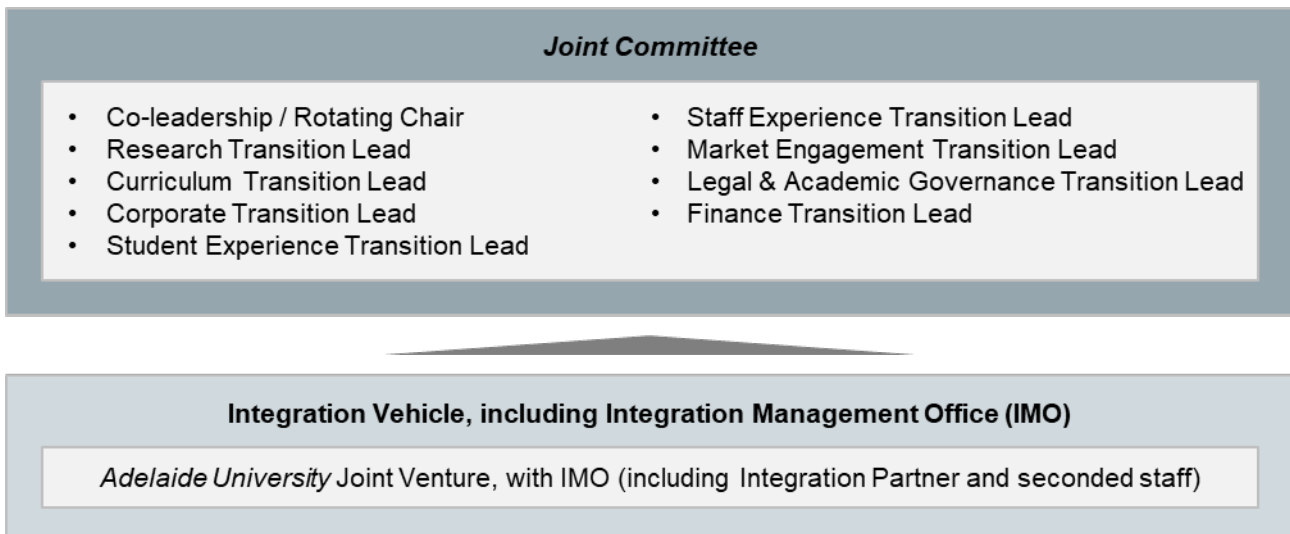 Joint Committee
• Co-leadership / Rotating Chair
• Research Transition Lead
• Curriculum Transition Lead
• Corporate Transition Lead
• Student Experience Transition Lead
• Staff Experience Transition Lead
• Market Engagement Transition Lead
• Legal & Academic Governance Transition Lead
• Finance Transition Lead
Integration Vehicle, including Integration Management Office (IMO)
Adelaide University Joint Venture, with IMO (including Integration Partner and seconded staff)